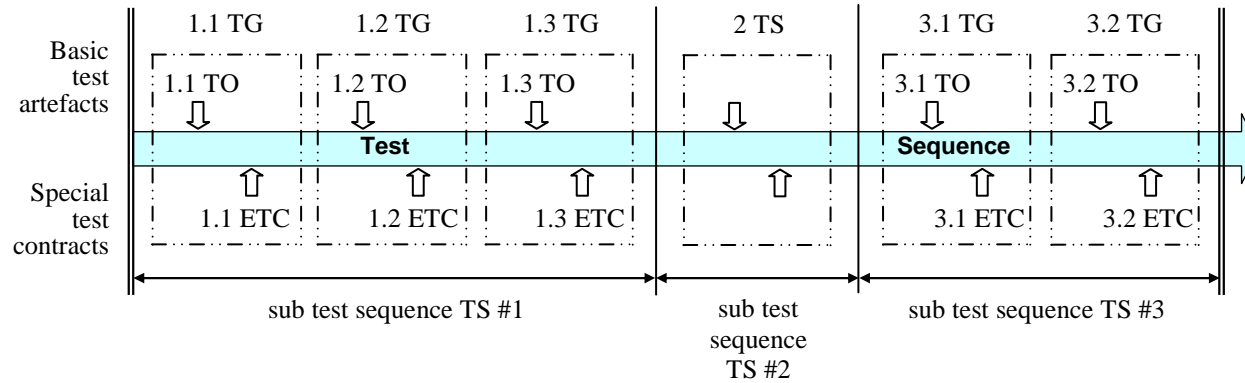 1.1 TG 1.2 TG 1.3 TG 2 TS 3.1 TG 3.2 TG
Basic
test
artefacts
1.1 TO 1.2 TO 1.3 TO 3.1 TO 3.2 TO
Test Sequence
Special
test
contracts
1.1 ETC 1.2 ETC 1.3 ETC 3.1 ETC 3.2 ETC
sub test sequence TS #1
sub test
sequence
TS #2
sub test sequence TS #3